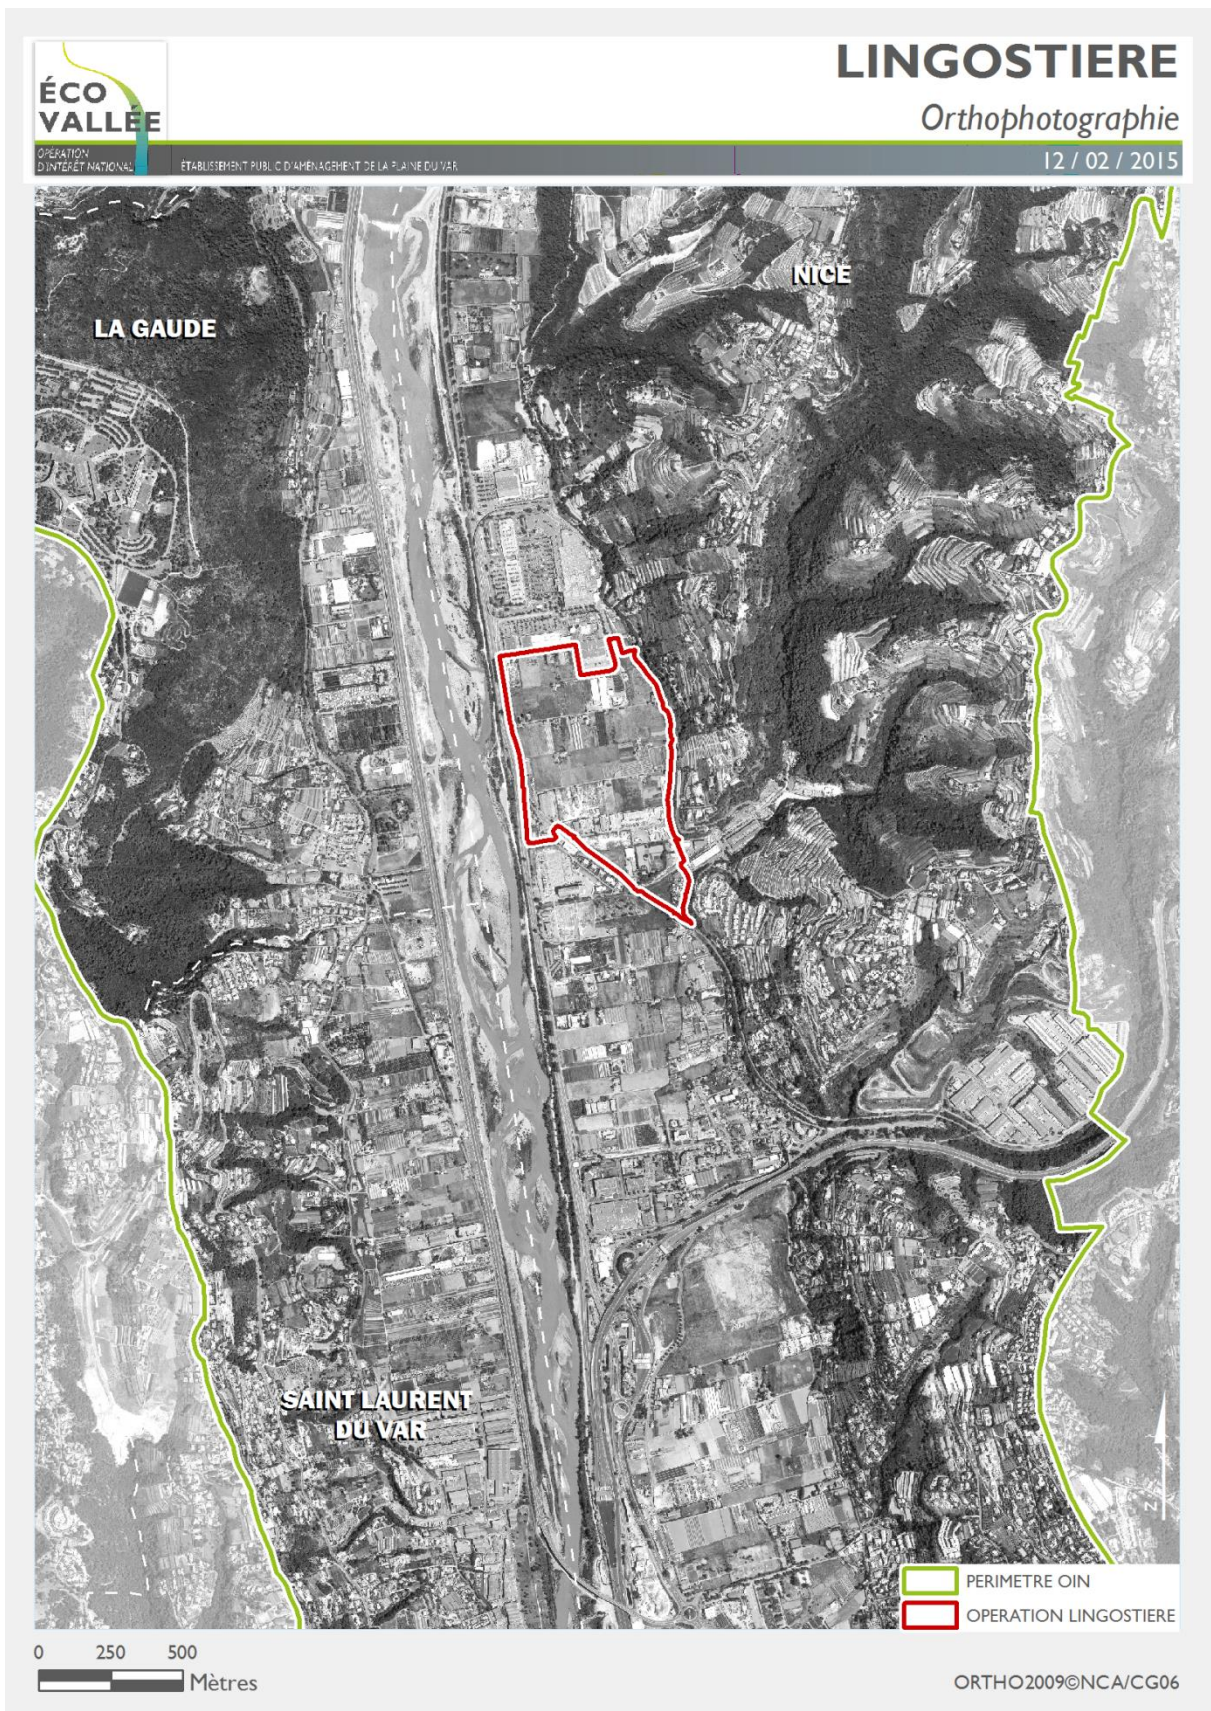 ÉCO
VALLÉE
OPÉRATION
D'INTÉRÊT NATIONAL
ÉTABLISSEMENT PUBLIC D'AMÉNAGEMENT DE LA PLAINE DU VAR
LINGOSTIERE
Orthophotographie
12 / 02 / 2015
NICE
LA GAUDE
SAINT LAURENT
DU VAR
N
PERIMETRE OIN
OPERATION LINGOSTIERE
0 250 500
Mètres
ORTHO2009©NCA/CG06